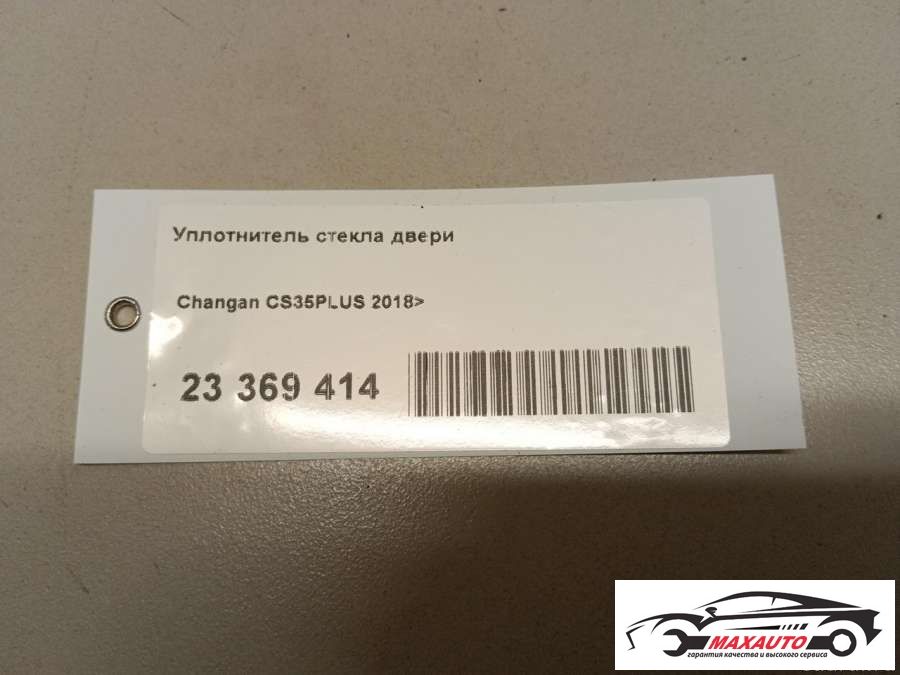 Уплотнитель стекла двери
Changan CS35PLUS 2018>
23 369 414
MAXAUTO
гарантия качества и высокого сервиса